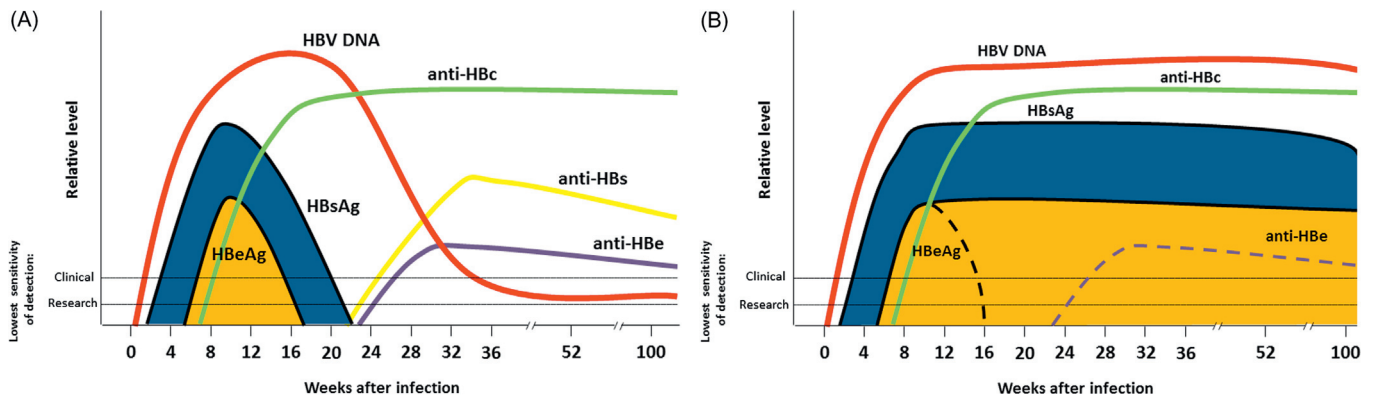 (A)
HBV DNA
anti-HBc
HBsAg
HBeAg
anti-HBs
anti-HBe
Relative level
Lowest sensitivity
of detection:
Clinical
Research
0 4 8 12 16 20 24 28 32 36 52 100
Weeks after infection
(B)
HBV DNA
anti-HBc
HBsAg
HBeAg
anti-HBe
Relative level
Lowest sensitivity
of detection:
Clinical
Research
0 4 8 12 16 20 24 28 32 36 52 100
Weeks after infection